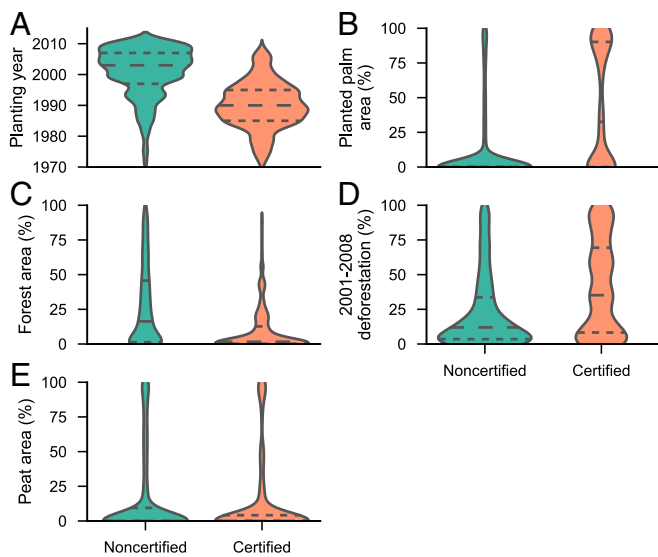 A
Planting year
2010
2000
1990
1980
1970
B
Planted palm
area (%)
100
75
50
25
0
C
Forest area (%)
100
75
50
25
0
D
2001-2008
deforestation (%)
100
75
50
25
0
Noncertified
Certified
E
Peat area (%)
100
75
50
25
0
Noncertified
Certified